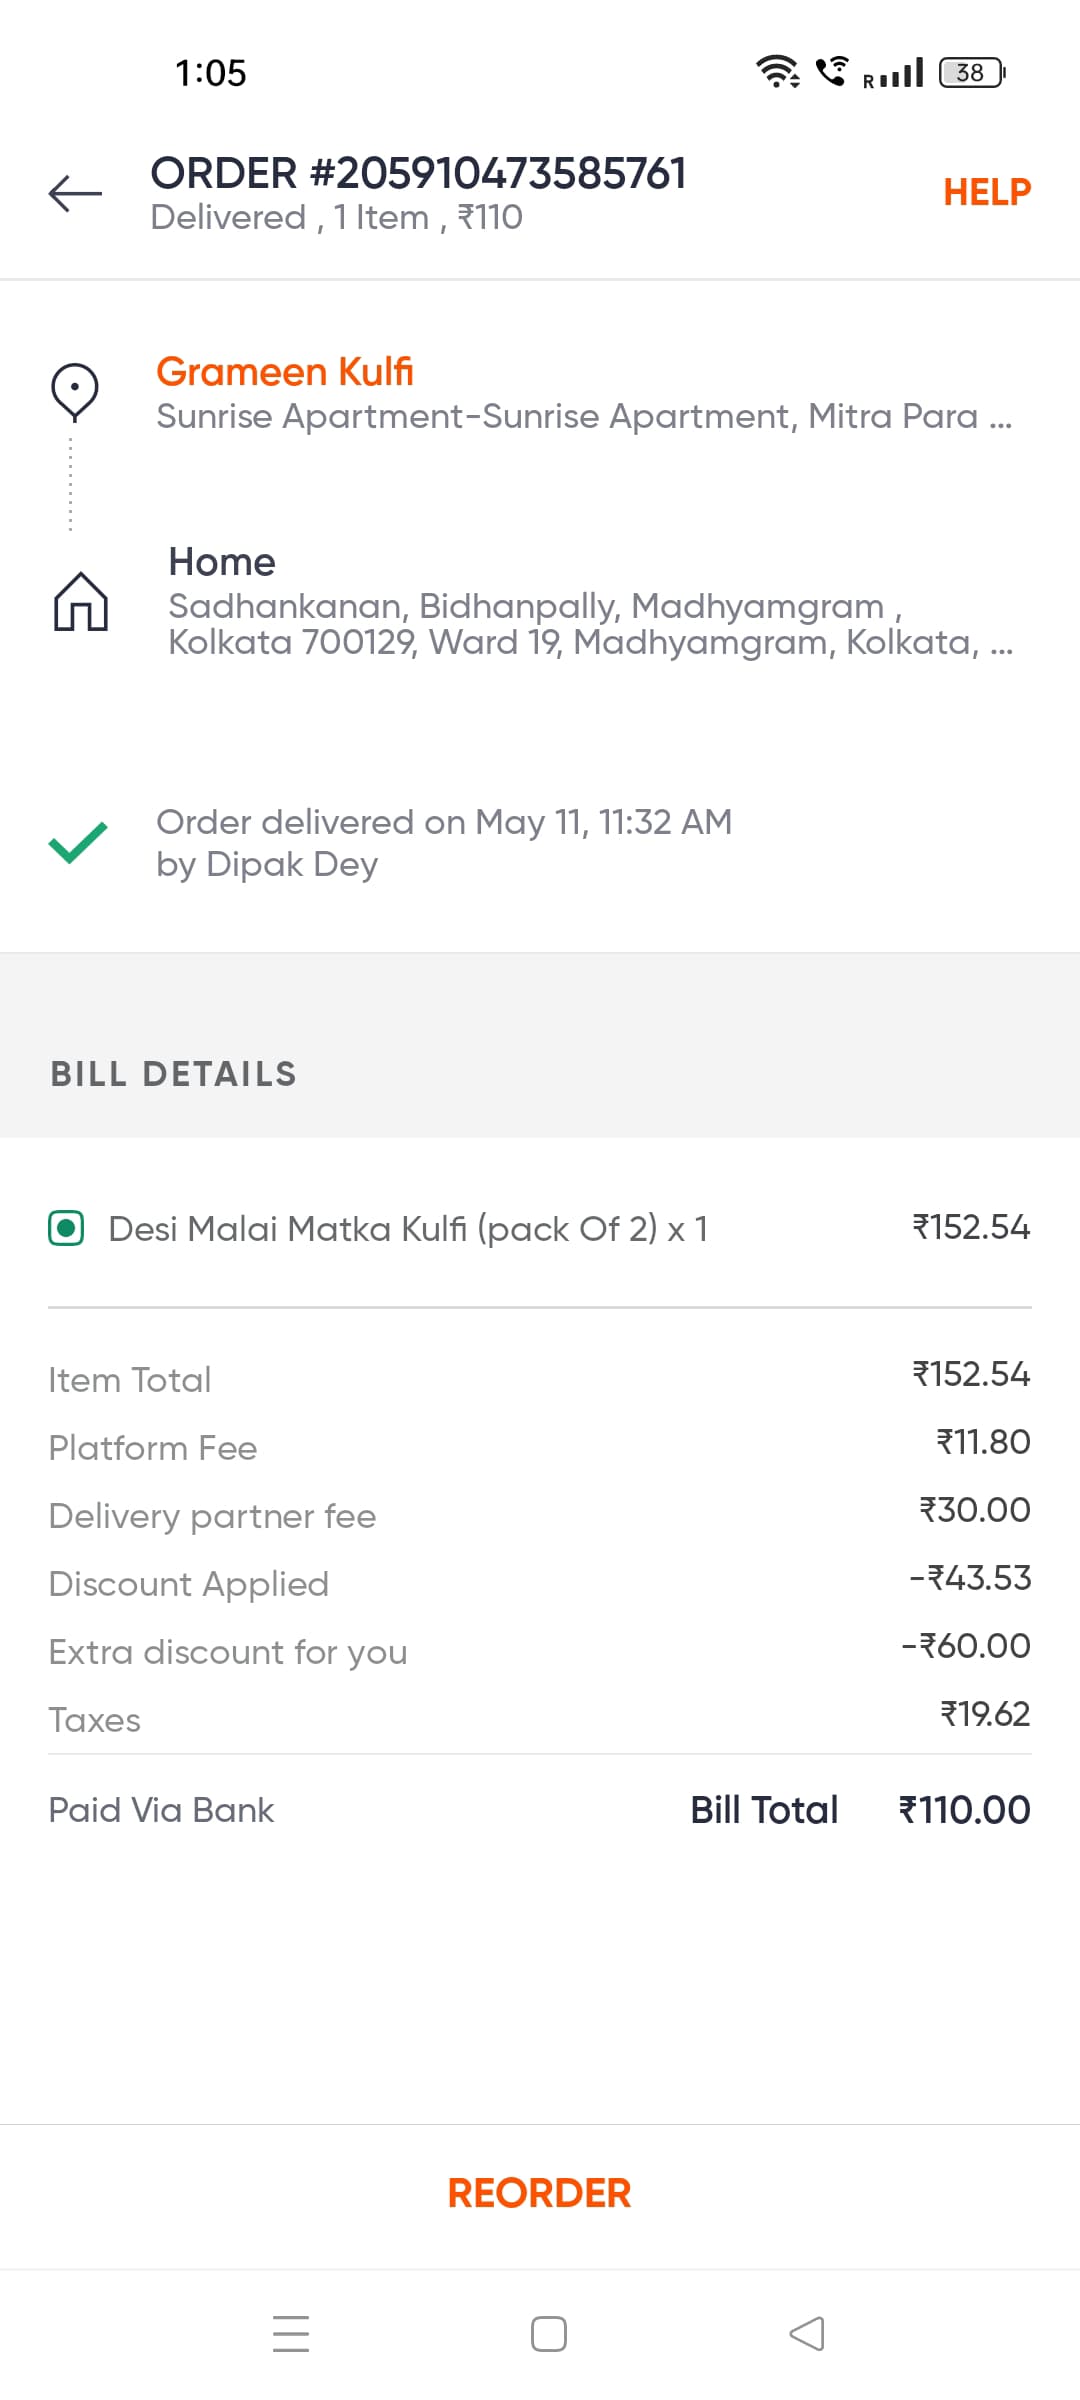 1:05
R
38
ORDER #205910473585761
HELP
Delivered , 1 Item , ₹110
Grameen Kulfi
Sunrise Apartment-Sunrise Apartment, Mitra Para ...
Home
Sadhankanan, Bidhanpally, Madhyamgram ,
Kolkata 700129, Ward 19, Madhyamgram, Kolkata, ...
Order delivered on May 11, 11:32 AM
by Dipak Dey
BILL DETAILS
Desi Malai Matka Kulfi (pack Of 2) x 1 ₹152.54
Item Total ₹152.54
Platform Fee ₹11.80
Delivery partner fee ₹30.00
Discount Applied -₹43.53
Extra discount for you -₹60.00
Taxes ₹19.62
Paid Via Bank Bill Total ₹110.00
REORDER